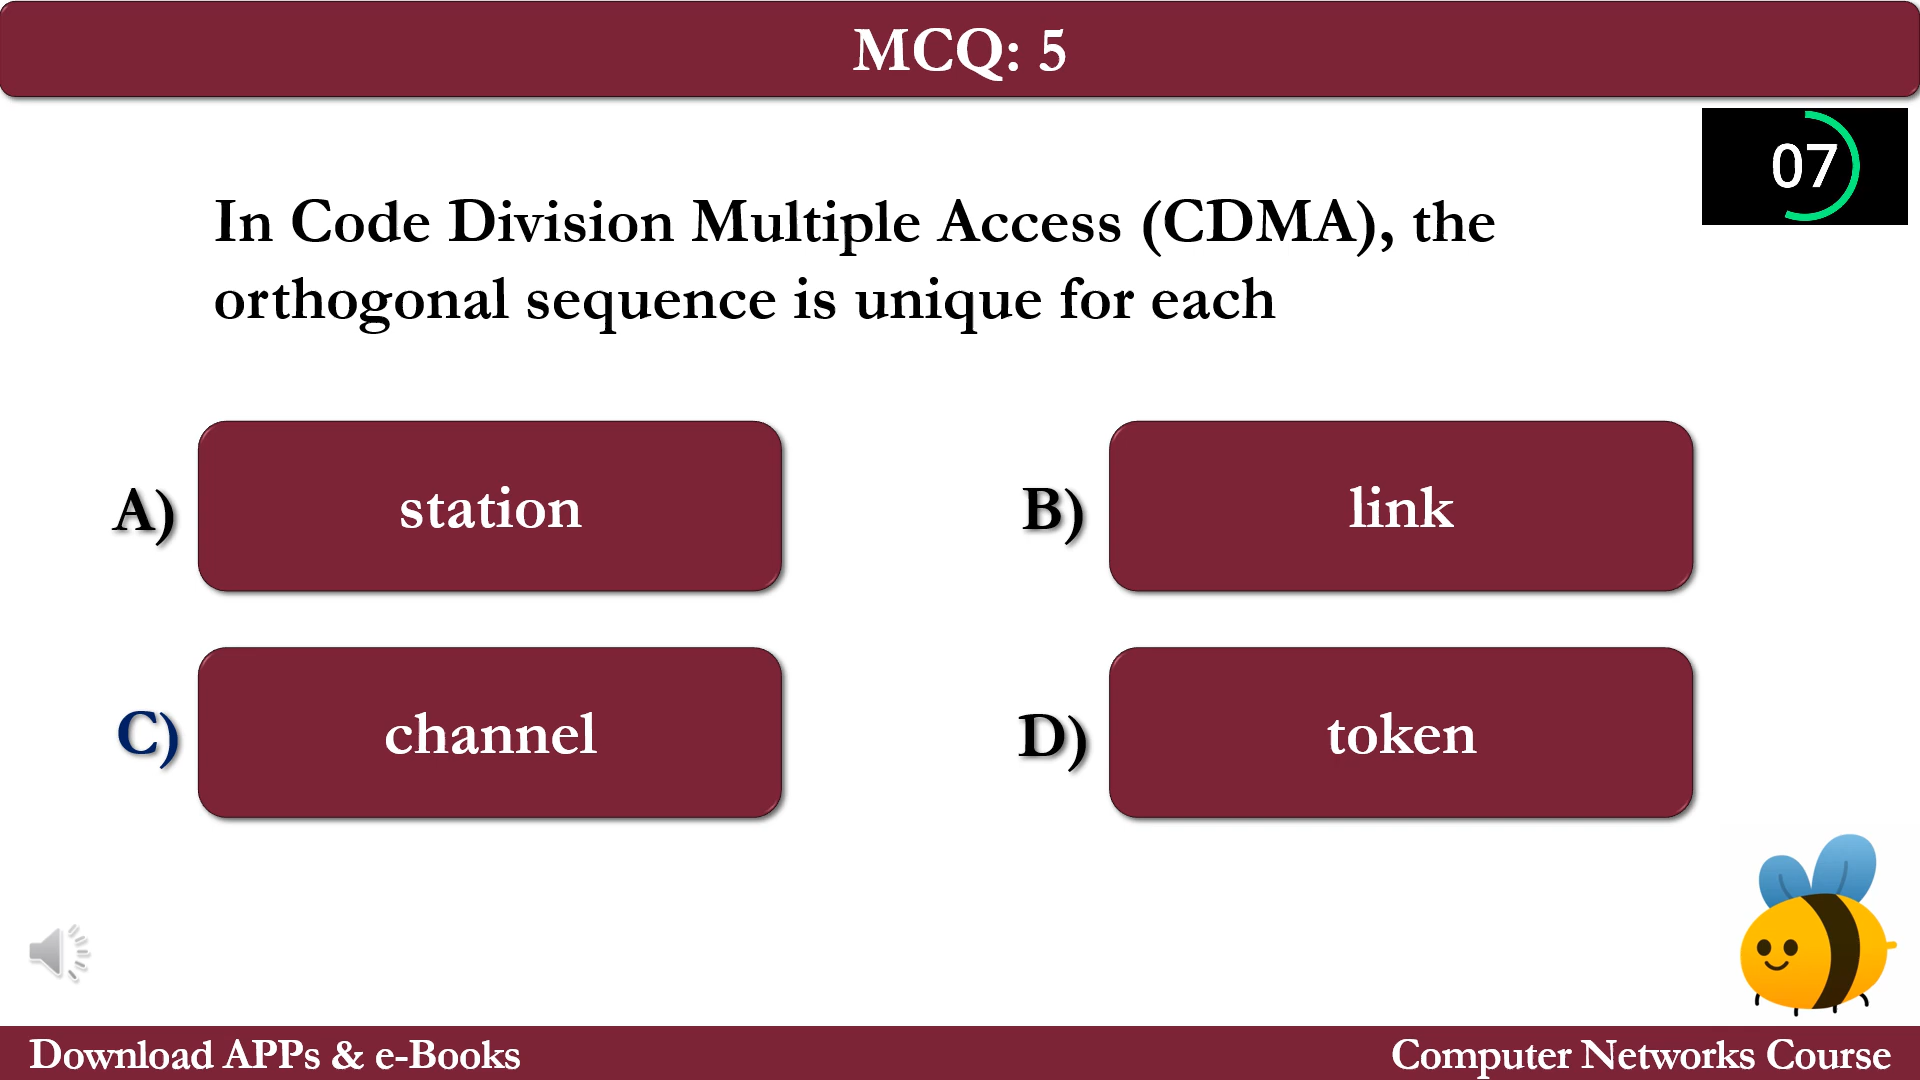 MCQ: 5
07
In Code Division Multiple Access (CDMA), the
orthogonal sequence is unique for each
A) station
B) link
C) channel
D) token
Download APPs & e-Books
Computer Networks Course